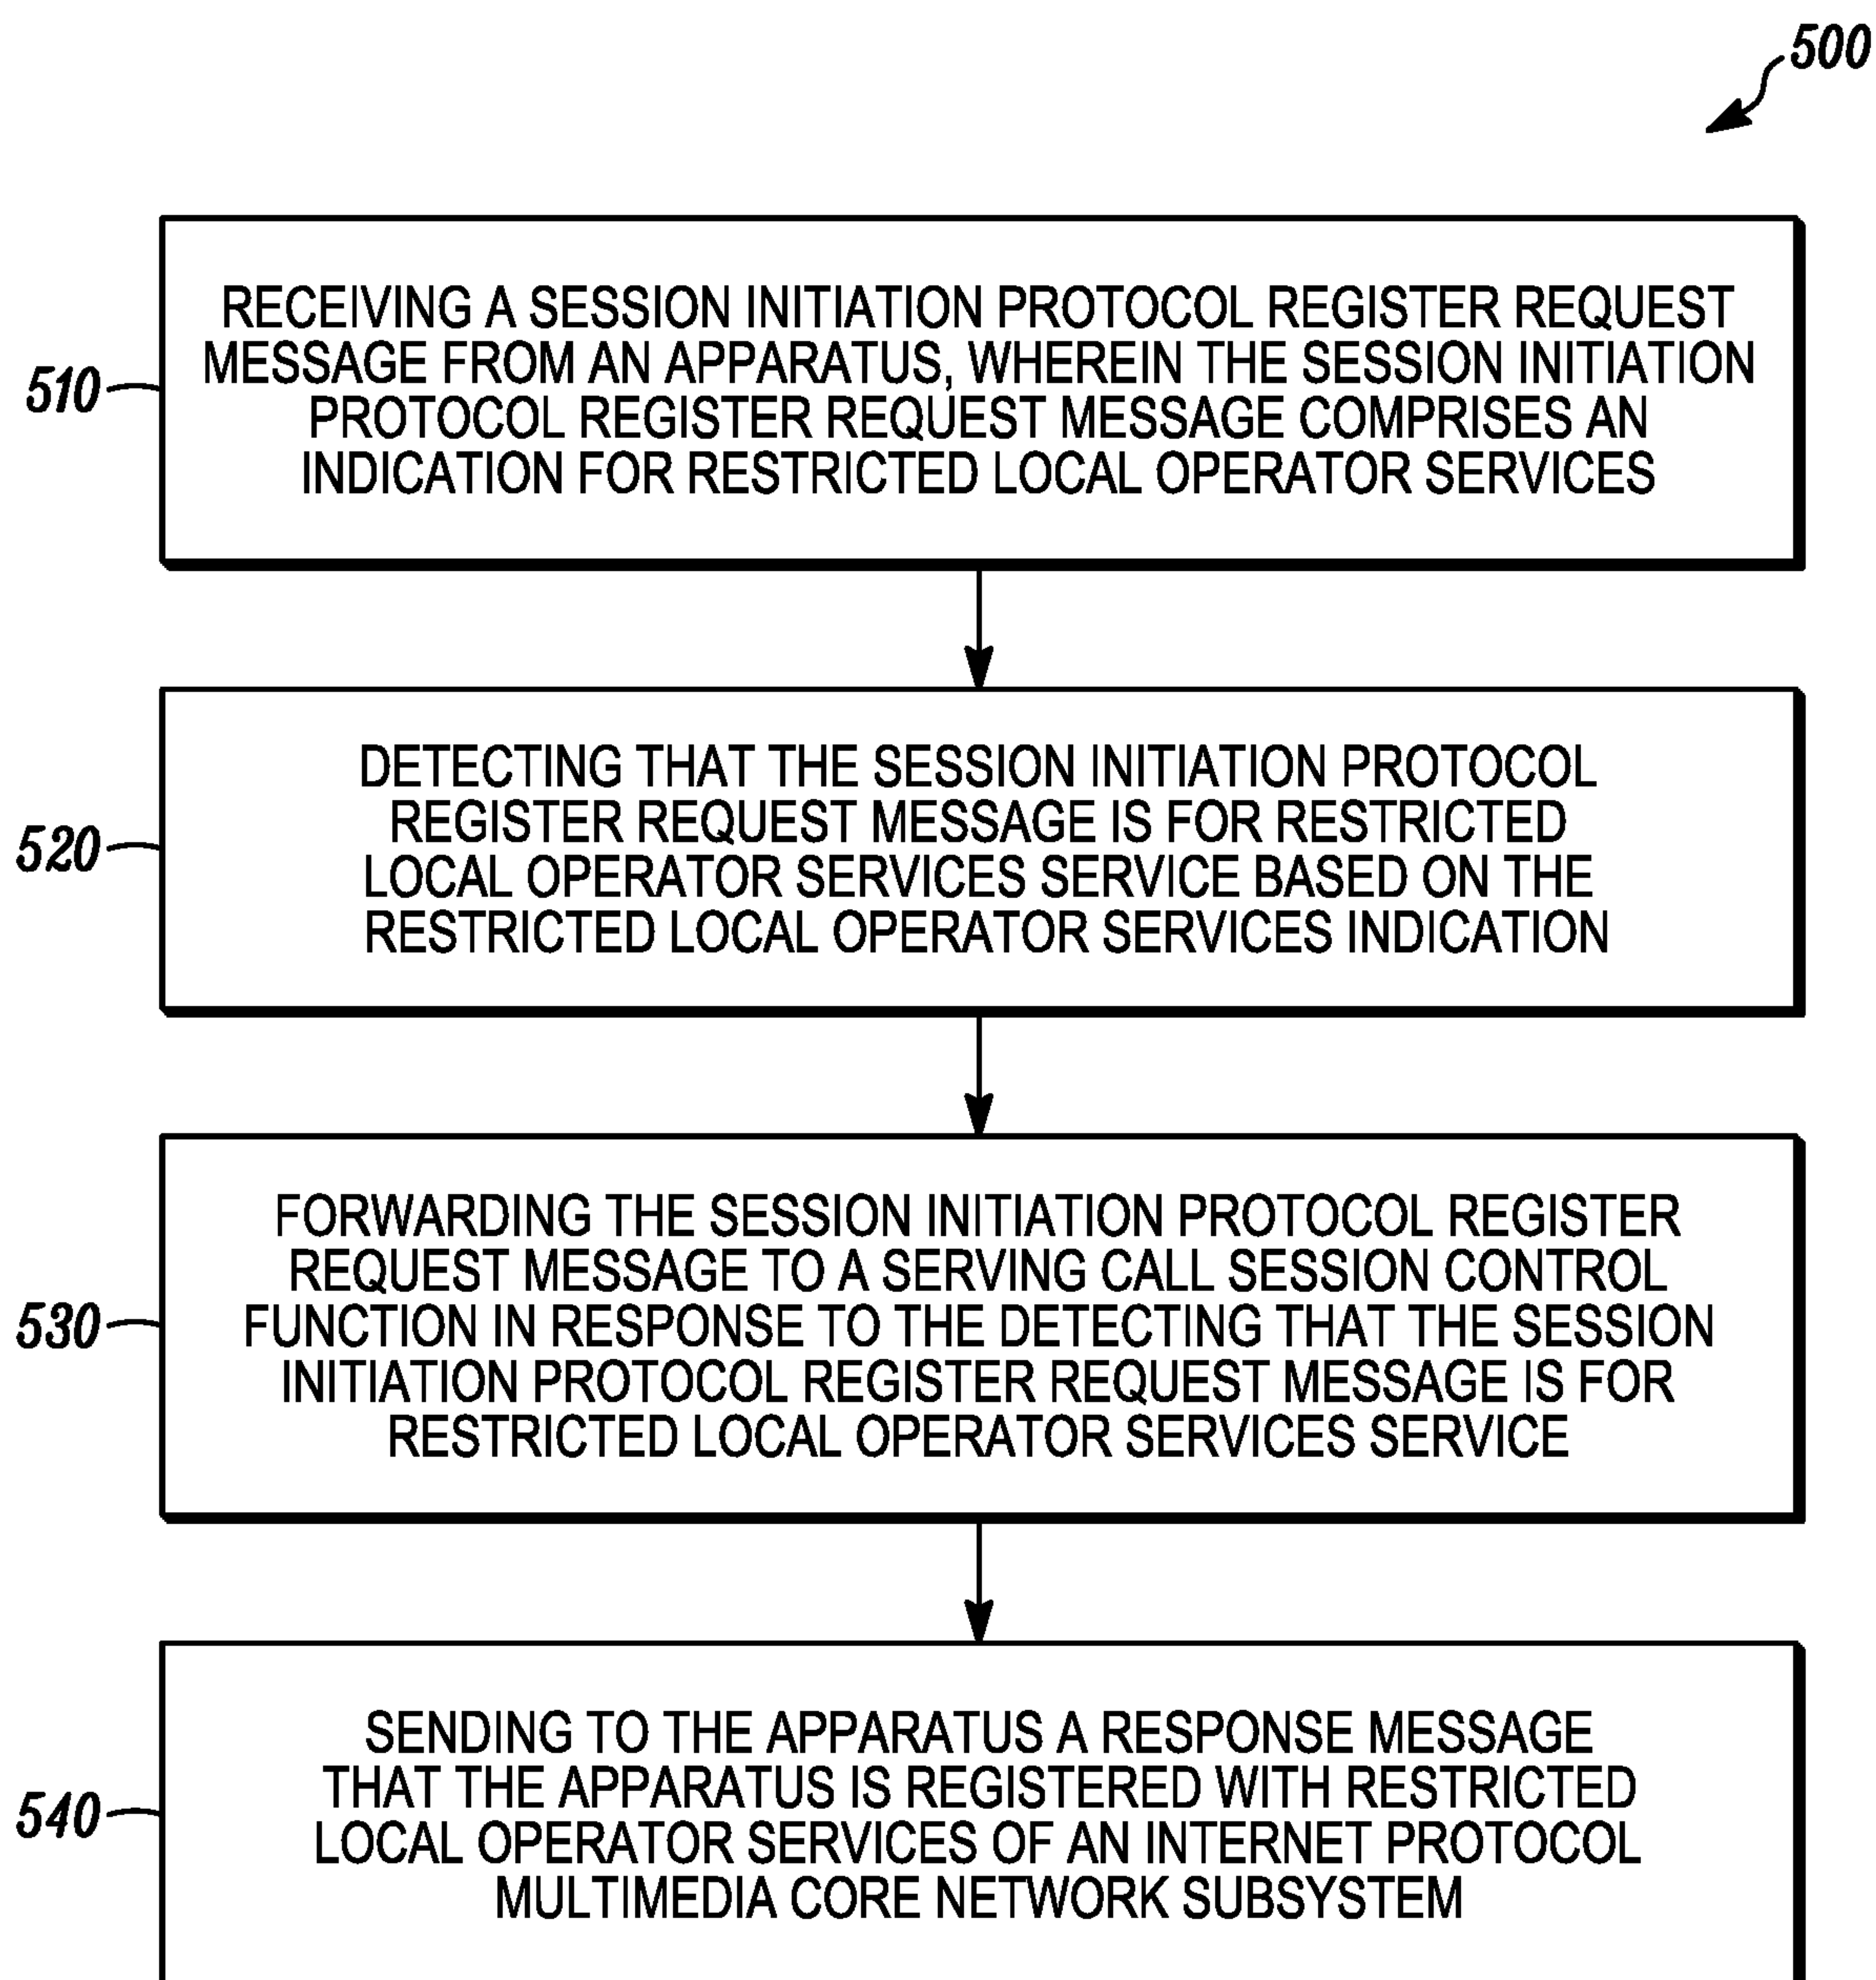 500
RECEIVING A SESSION INITIATION PROTOCOL REGISTER REQUEST
MESSAGE FROM AN APPARATUS, WHEREIN THE SESSION INITIATION
PROTOCOL REGISTER REQUEST MESSAGE COMPRISES AN
INDICATION FOR RESTRICTED LOCAL OPERATOR SERVICES
510
DETECTING THAT THE SESSION INITIATION PROTOCOL
REGISTER REQUEST MESSAGE IS FOR RESTRICTED
LOCAL OPERATOR SERVICES SERVICE BASED ON THE
RESTRICTED LOCAL OPERATOR SERVICES INDICATION
520
FORWARDING THE SESSION INITIATION PROTOCOL REGISTER
REQUEST MESSAGE TO A SERVING CALL SESSION CONTROL
FUNCTION IN RESPONSE TO THE DETECTING THAT THE SESSION
INITIATION PROTOCOL REGISTER REQUEST MESSAGE IS FOR
RESTRICTED LOCAL OPERATOR SERVICES SERVICE
530
SENDING TO THE APPARATUS A RESPONSE MESSAGE
THAT THE APPARATUS IS REGISTERED WITH RESTRICTED
LOCAL OPERATOR SERVICES OF AN INTERNET PROTOCOL
MULTIMEDIA CORE NETWORK SUBSYSTEM
540